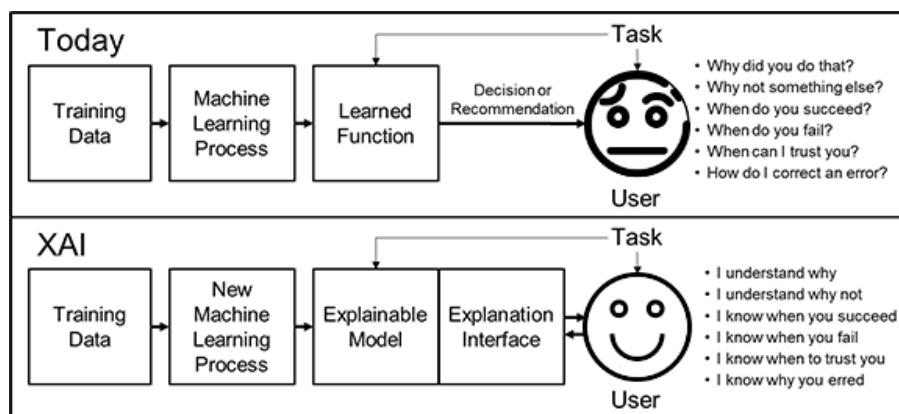 Today
Task
Training
Data
Machine
Learning
Process
Learned
Function
Decision or
Recommendation
User
• Why did you do that?
• Why not something else?
• When do you succeed?
• When do you fail?
• When can I trust you?
• How do I correct an error?
XAI
Task
Training
Data
New
Machine
Learning
Process
Explainable
Model
Explanation
Interface
User
• I understand why
• I understand why not
• I know when you succeed
• I know when you fail
• I know when to trust you
• I know why you erred